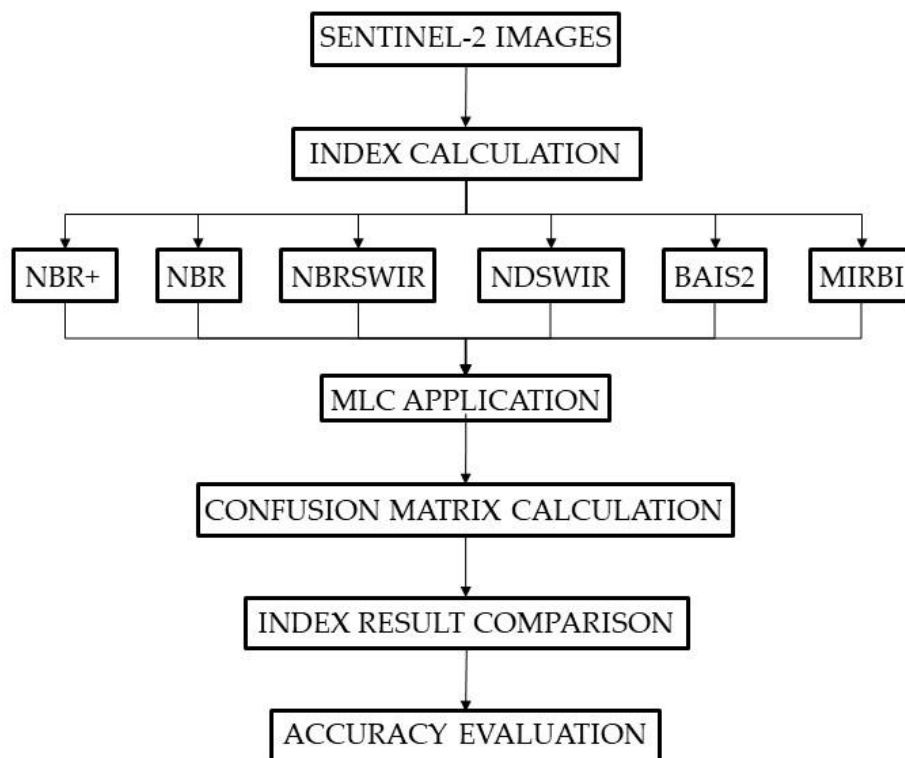 SENTINEL-2 IMAGES
INDEX CALCULATION
NBR+ NBR NBRSWIR NDSWIR BAIS2 MIRBI
MLC APPLICATION
CONFUSION MATRIX CALCULATION
INDEX RESULT COMPARISON
ACCURACY EVALUATION